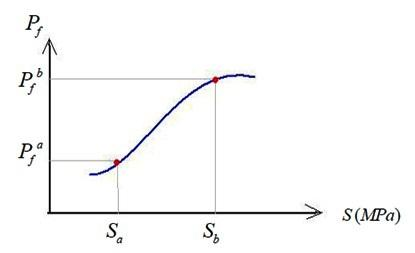 P_f
P_f^b
P_f^a
S(MPa)
S_a
S_b